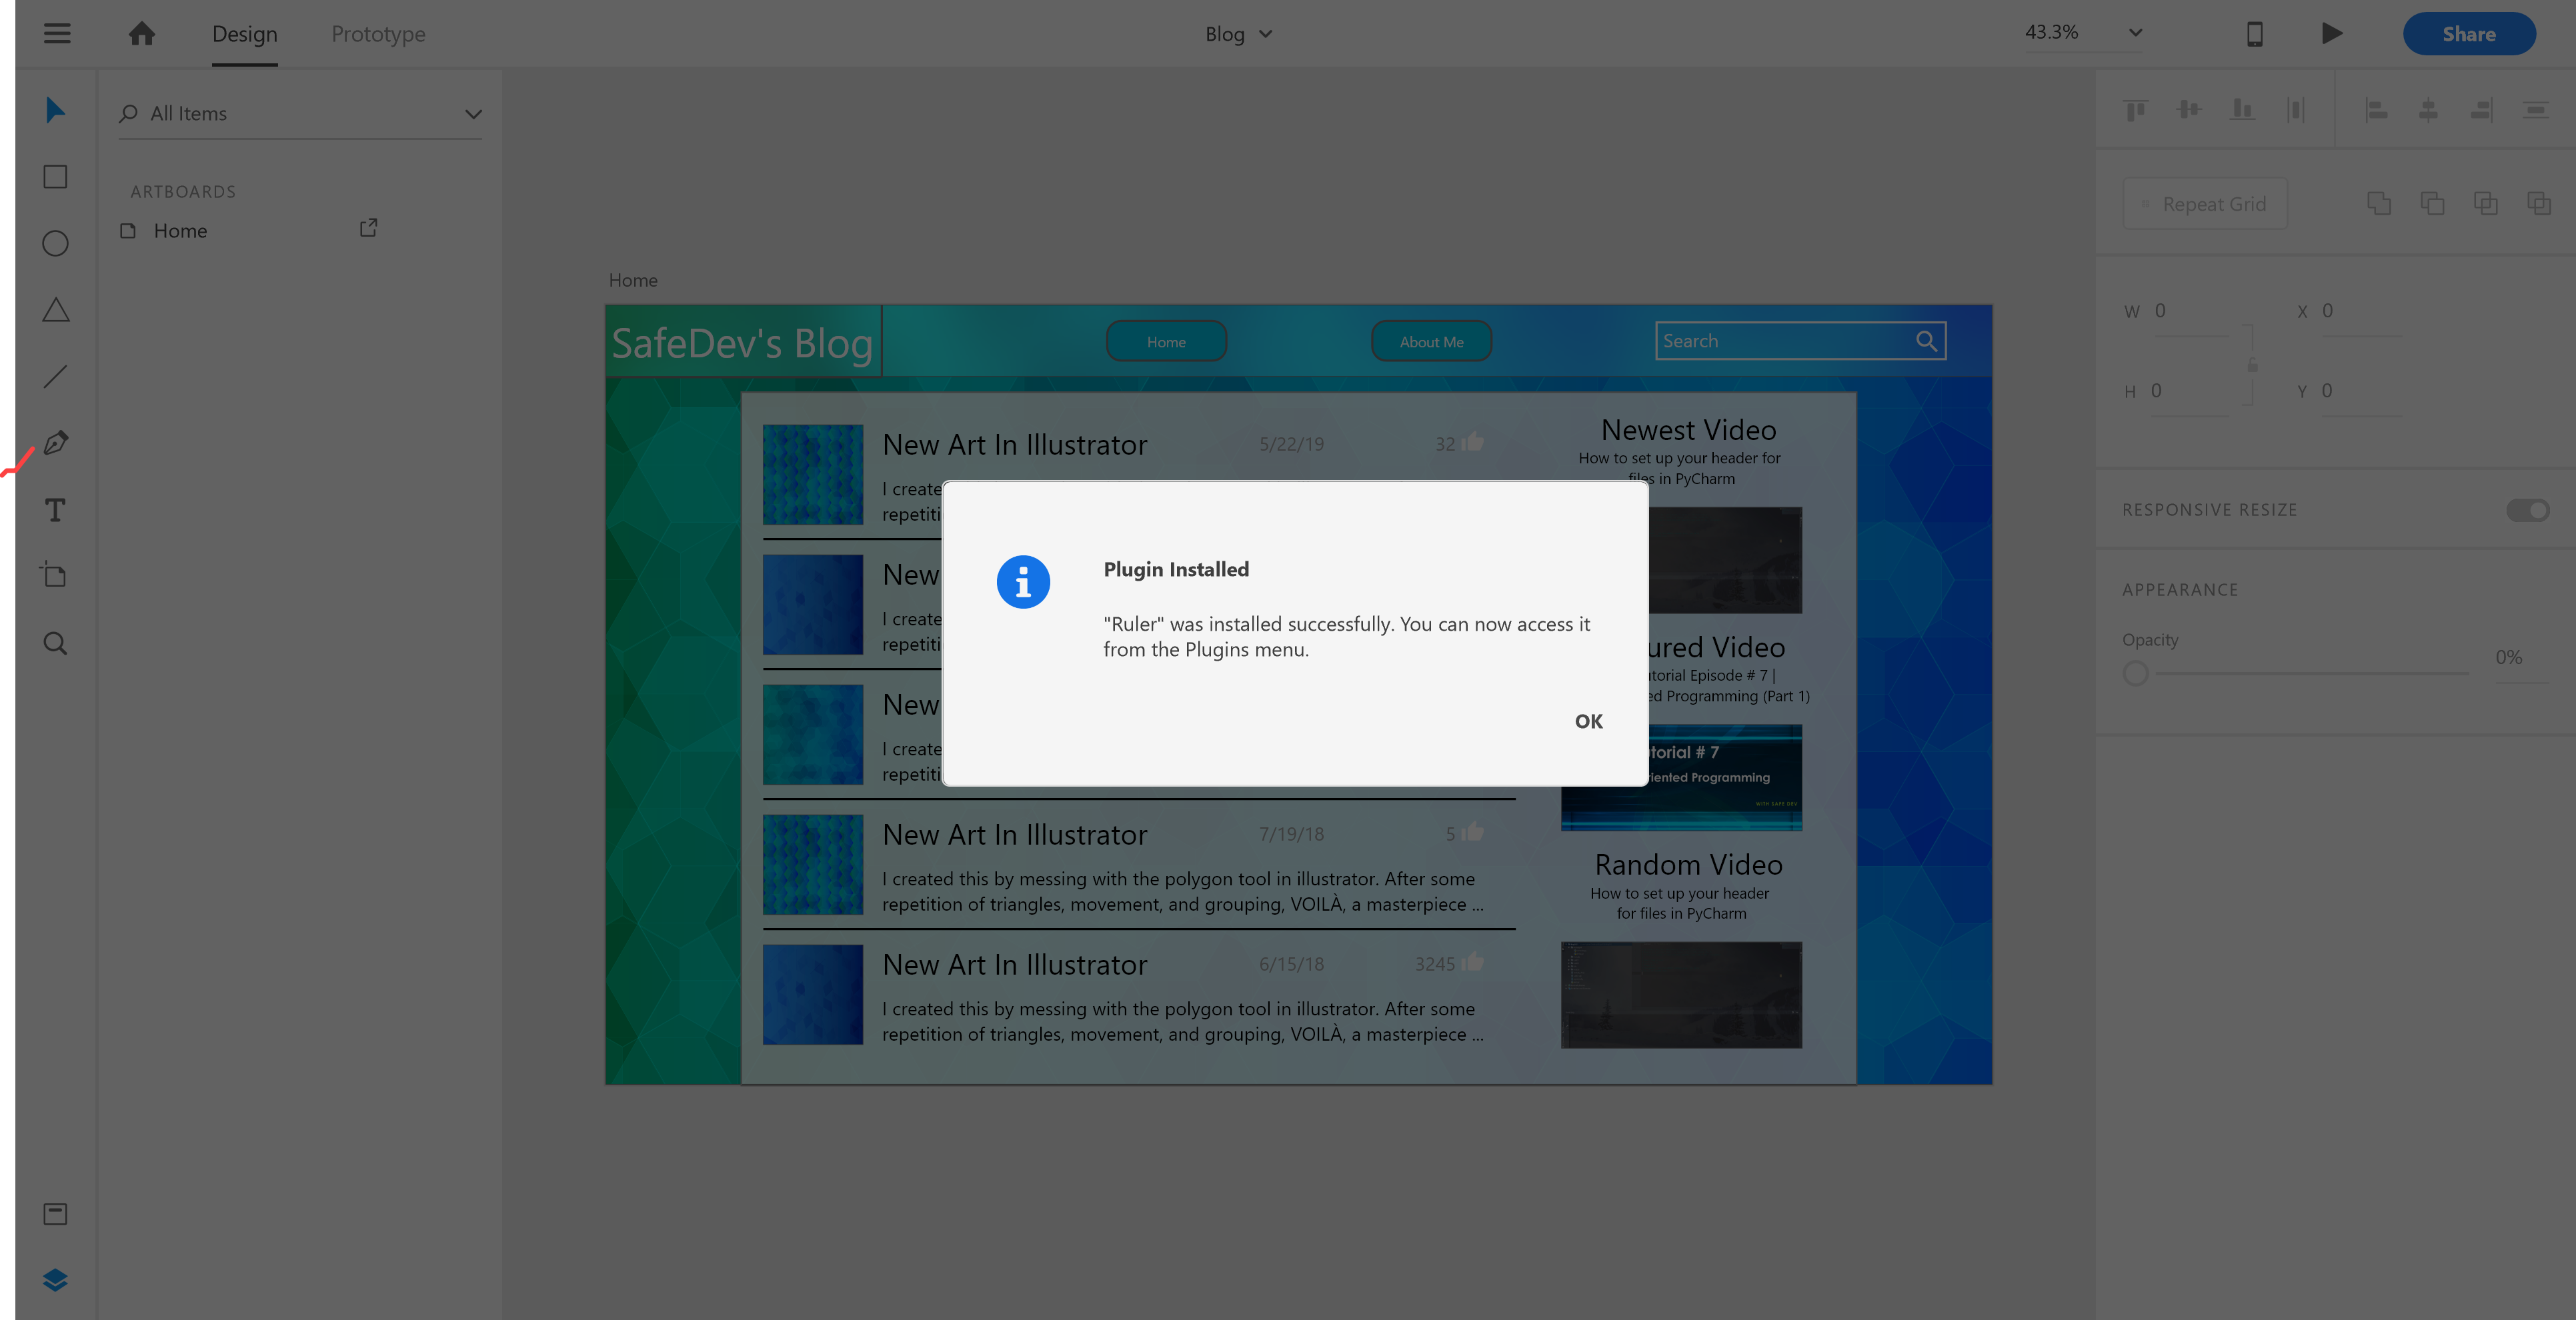 Design Prototype Blog 43.3% Share
All Items
ARTBOARDS
Home
Home
SafeDev's Blog Home About Me Search
New Art In Illustrator 5/22/19 32
I create
repetiti
New
I create
repetiti
New
I create
repetiti
New Art In Illustrator 7/19/18 5
I created this by messing with the polygon tool in illustrator. After some
repetition of triangles, movement, and grouping, VOILÀ, a masterpiece ...
New Art In Illustrator 6/15/18 3245
I created this by messing with the polygon tool in illustrator. After some
repetition of triangles, movement, and grouping, VOILÀ, a masterpiece ...
Newest Video
How to set up your header for
files in PyCharm
ured Video
utorial Episode # 7 |
ed Programming (Part 1)
torial # 7
riented Programming
WITH SAFE DEV
Random Video
How to set up your header
for files in PyCharm
Plugin Installed
"Ruler" was installed successfully. You can now access it
from the Plugins menu.
OK
Repeat Grid
W 0 X 0
H 0 Y 0
RESPONSIVE RESIZE
APPEARANCE
Opacity
0%